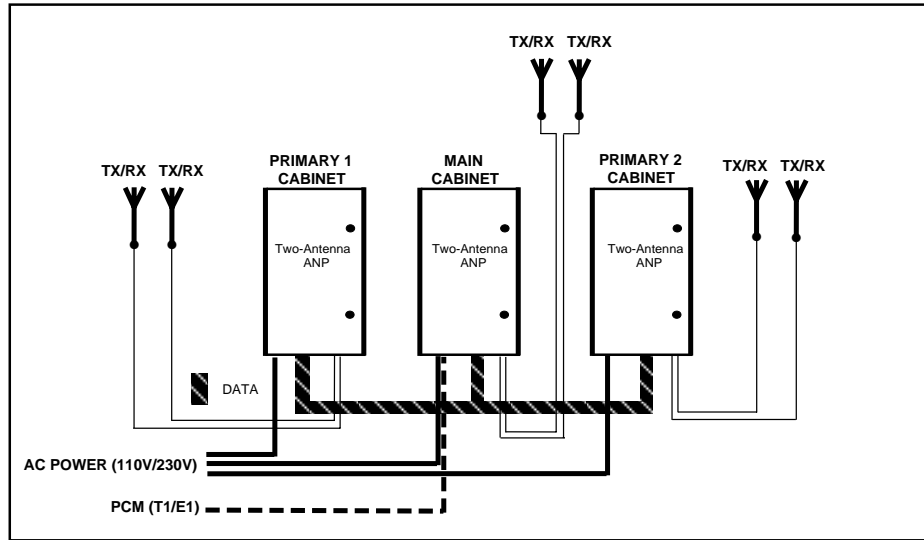 TX/RX TX/RX
PRIMARY 1
CABINET
MAIN
CABINET
PRIMARY 2
CABINET
TX/RX TX/RX
TX/RX TX/RX
Two-Antenna
ANP
Two-Antenna
ANP
Two-Antenna
ANP
DATA
AC POWER (110V/230V)
PCM (T1/E1)